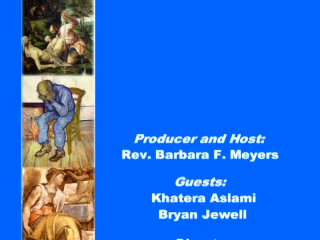 Producer and Host:
Rev. Barbara F. Meyers
Guests:
Khatera Aslami
Bryan Jewell